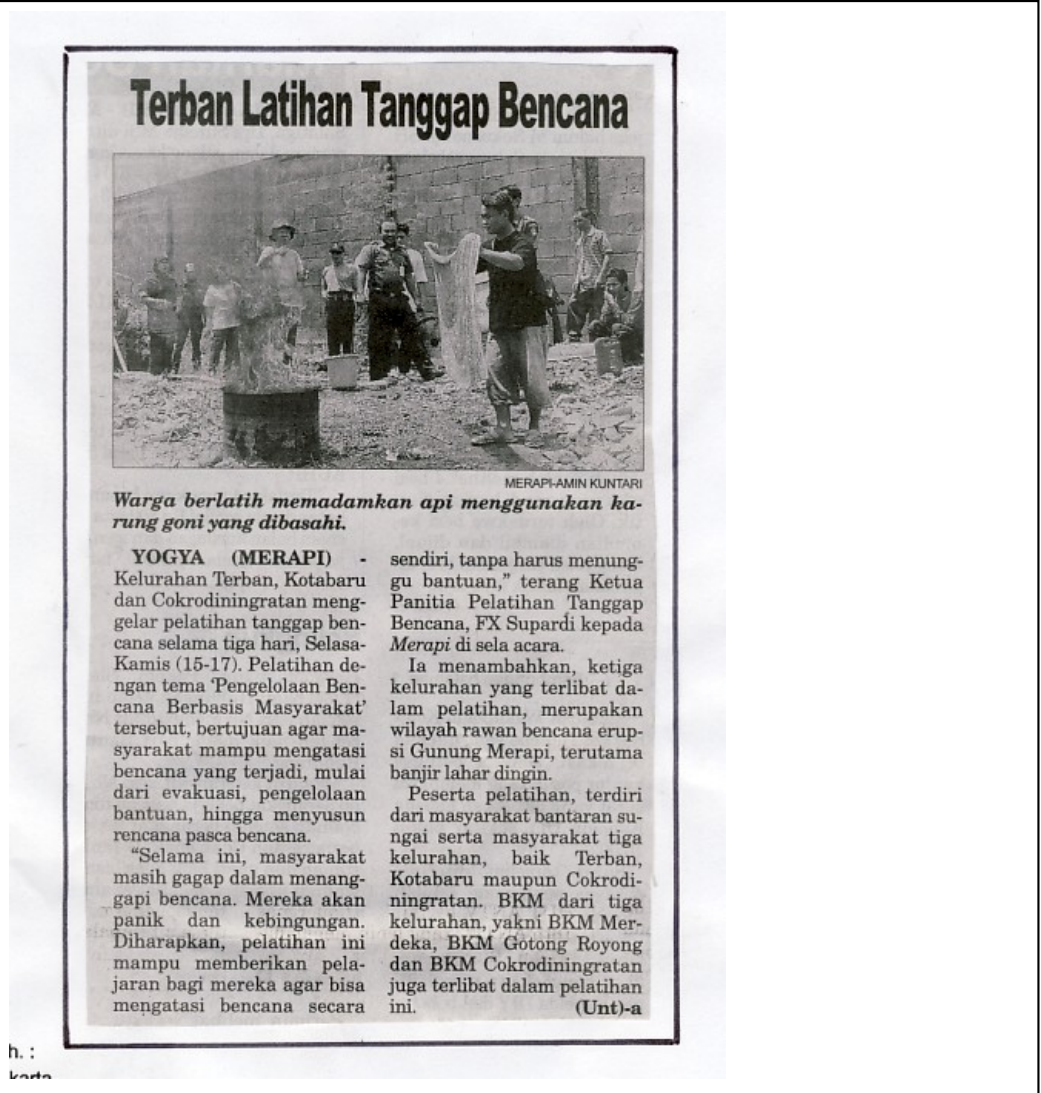 Terban Latihan Tanggap Bencana
MERAPI-AMIN KUNTARI
Warga berlatih memadamkan api menggunakan ka-
rung goni yang dibasahi.
YOGYA (MERAPI) -
Kelurahan Terban, Kotabaru
dan Cokrodiningratan meng-
gelar pelatihan tanggap ben-
cana selama tiga hari, Selasa-
Kamis (15-17). Pelatihan de-
ngan tema 'Pengelolaan Ben-
cana Berbasis Masyarakat'
tersebut, bertujuan agar ma-
syarakat mampu mengatasi
bencana yang terjadi, mulai
dari evakuasi, pengelolaan
bantuan, hingga menyusun
rencana pasca bencana.
"Selama ini, masyarakat
masih gagap dalam menang-
gapi bencana. Mereka akan
panik dan kebingungan.
Diharapkan, pelatihan ini
mampu memberikan pela-
jaran bagi mereka agar bisa
mengatasi bencana secara
sendiri, tanpa harus menung-
gu bantuan," terang Ketua
Panitia Pelatihan Tanggap
Bencana, FX Supardi kepada
Merapi di sela acara.
Ia menambahkan, ketiga
kelurahan yang terlibat da-
lam pelatihan, merupakan
wilayah rawan bencana erup-
si Gunung Merapi, terutama
banjir lahar dingin.
Peserta pelatihan, terdiri
dari masyarakat bantaran su-
ngai serta masyarakat tiga
kelurahan, baik Terban,
Kotabaru maupun Cokrodi-
ningratan. BKM dari tiga
kelurahan, yakni BKM Mer-
deka, BKM Gotong Royong
dan BKM Cokrodiningratan
juga terlibat dalam pelatihan
ini. (Unt)-a
h. :